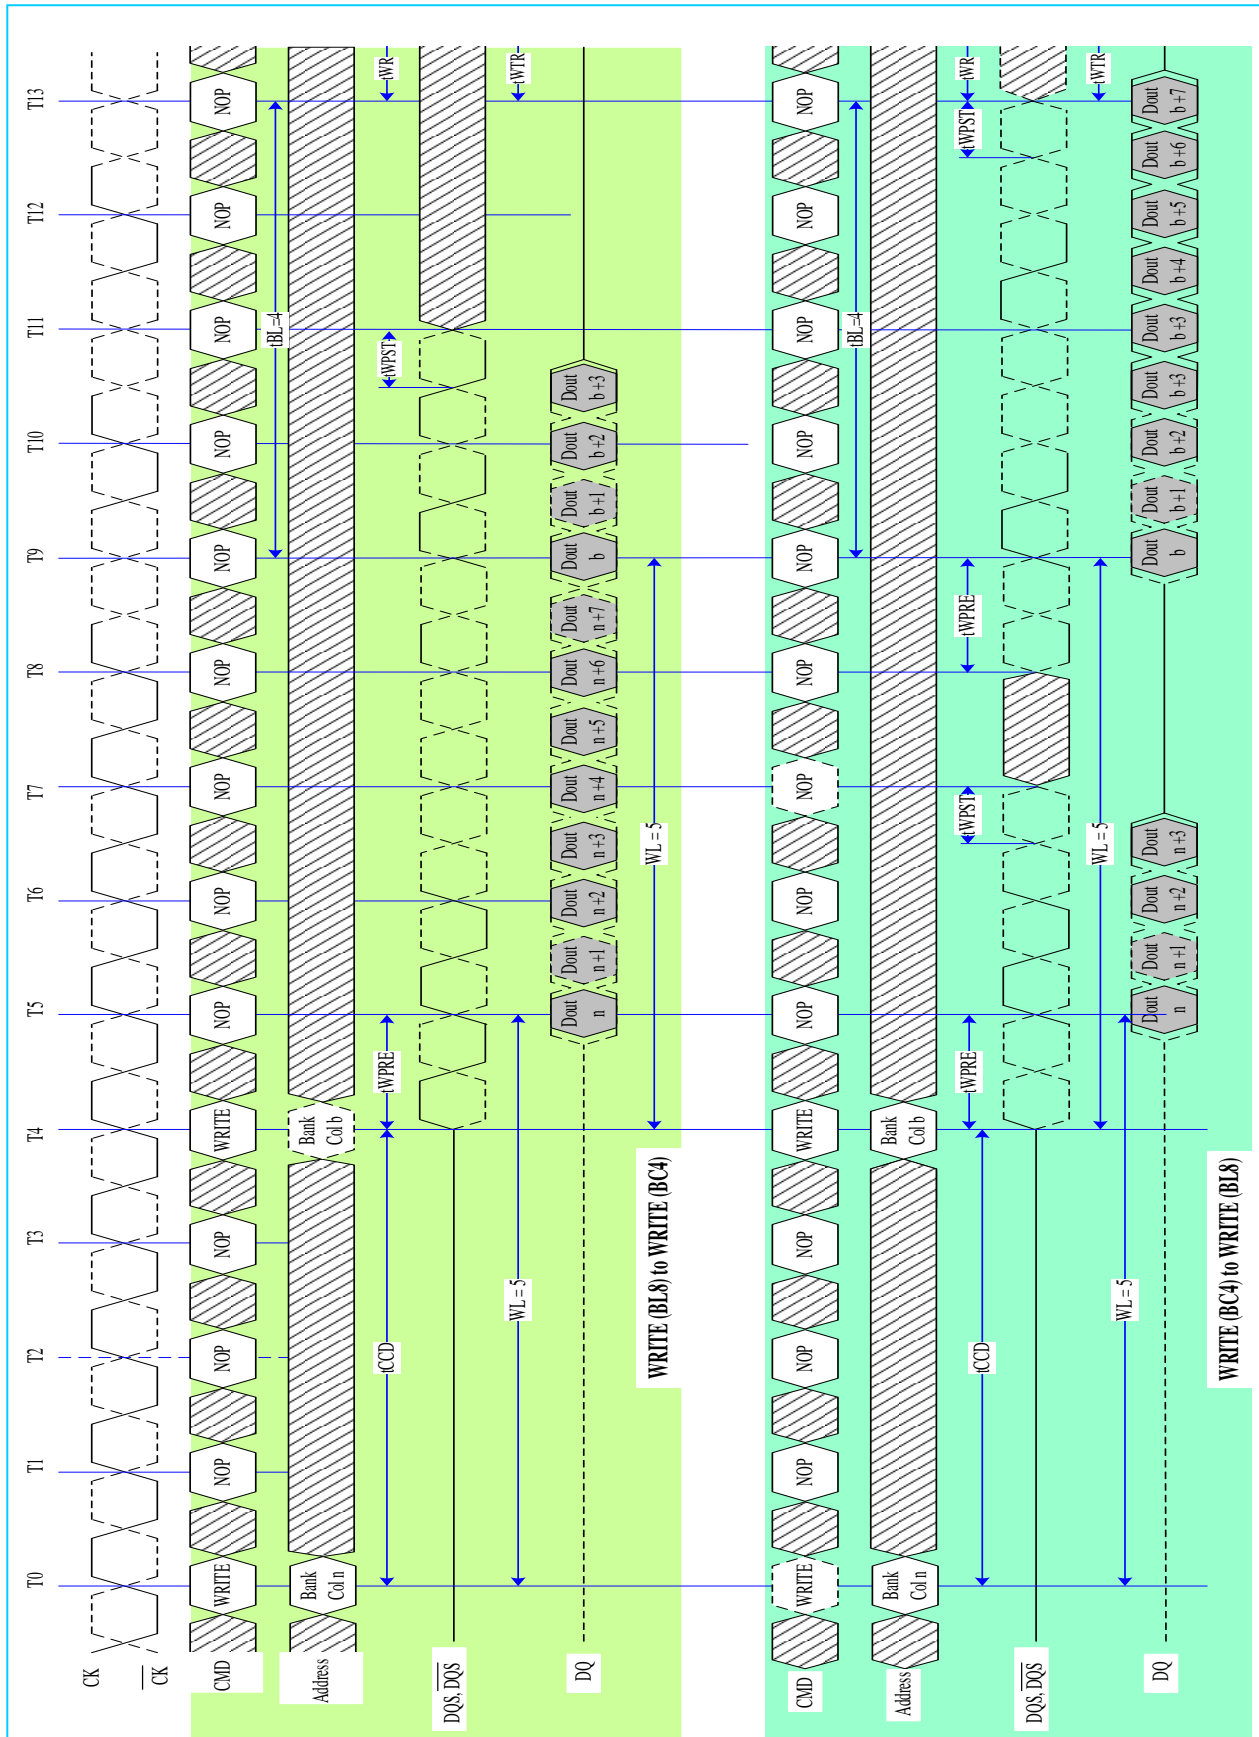 T0 T1 T2 T3 T4 T5 T6 T7 T8 T9 T10 T11 T12 T13
CK
CK
CMD WRITE NOP NOP NOP WRITE NOP NOP NOP NOP NOP NOP NOP NOP NOP
tBL=4
Address Bank Bank
Col n Col b
tCCD tWPRE tWPST tWR
DQS, DQS
WL = 5 tWTR
DQ Dout Dout Dout Dout Dout Dout Dout Dout Dout Dout Dout Dout
n n+1 n+2 n+3 n+4 n+5 n+6 n+7 b b+1 b+2 b+3
WL = 5
WRITE (BL8) to WRITE (BC4)
CMD WRITE NOP NOP NOP WRITE NOP NOP NOP NOP NOP NOP NOP NOP NOP
tBL=4
Address Bank Bank
Col n Col b
tWPRE tWPST tWPRE tWPST tWR
tCCD
DQS, DQS
WL = 5 tWTR
WL = 5
DQ Dout Dout Dout Dout Dout Dout Dout Dout Dout Dout Dout Dout Dout
n n+1 n+2 n+3 b b+1 b+2 b+3 b+3 b+4 b+5 b+6 b+7
WRITE (BC4) to WRITE (BL8)